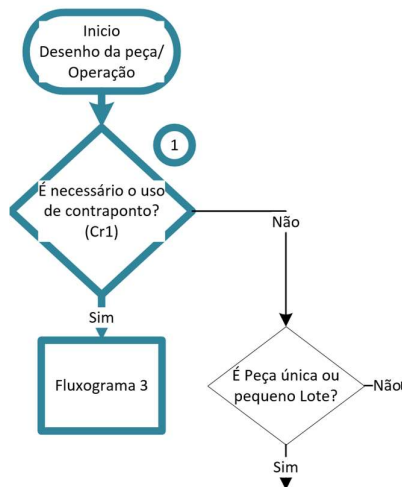 Inicio
Desenho da peça/
Operação
1
É necessário o uso
de contraponto?
(Cr1)
Não
Sim
Fluxograma 3
É Peça única ou
pequeno Lote?
Não
Sim